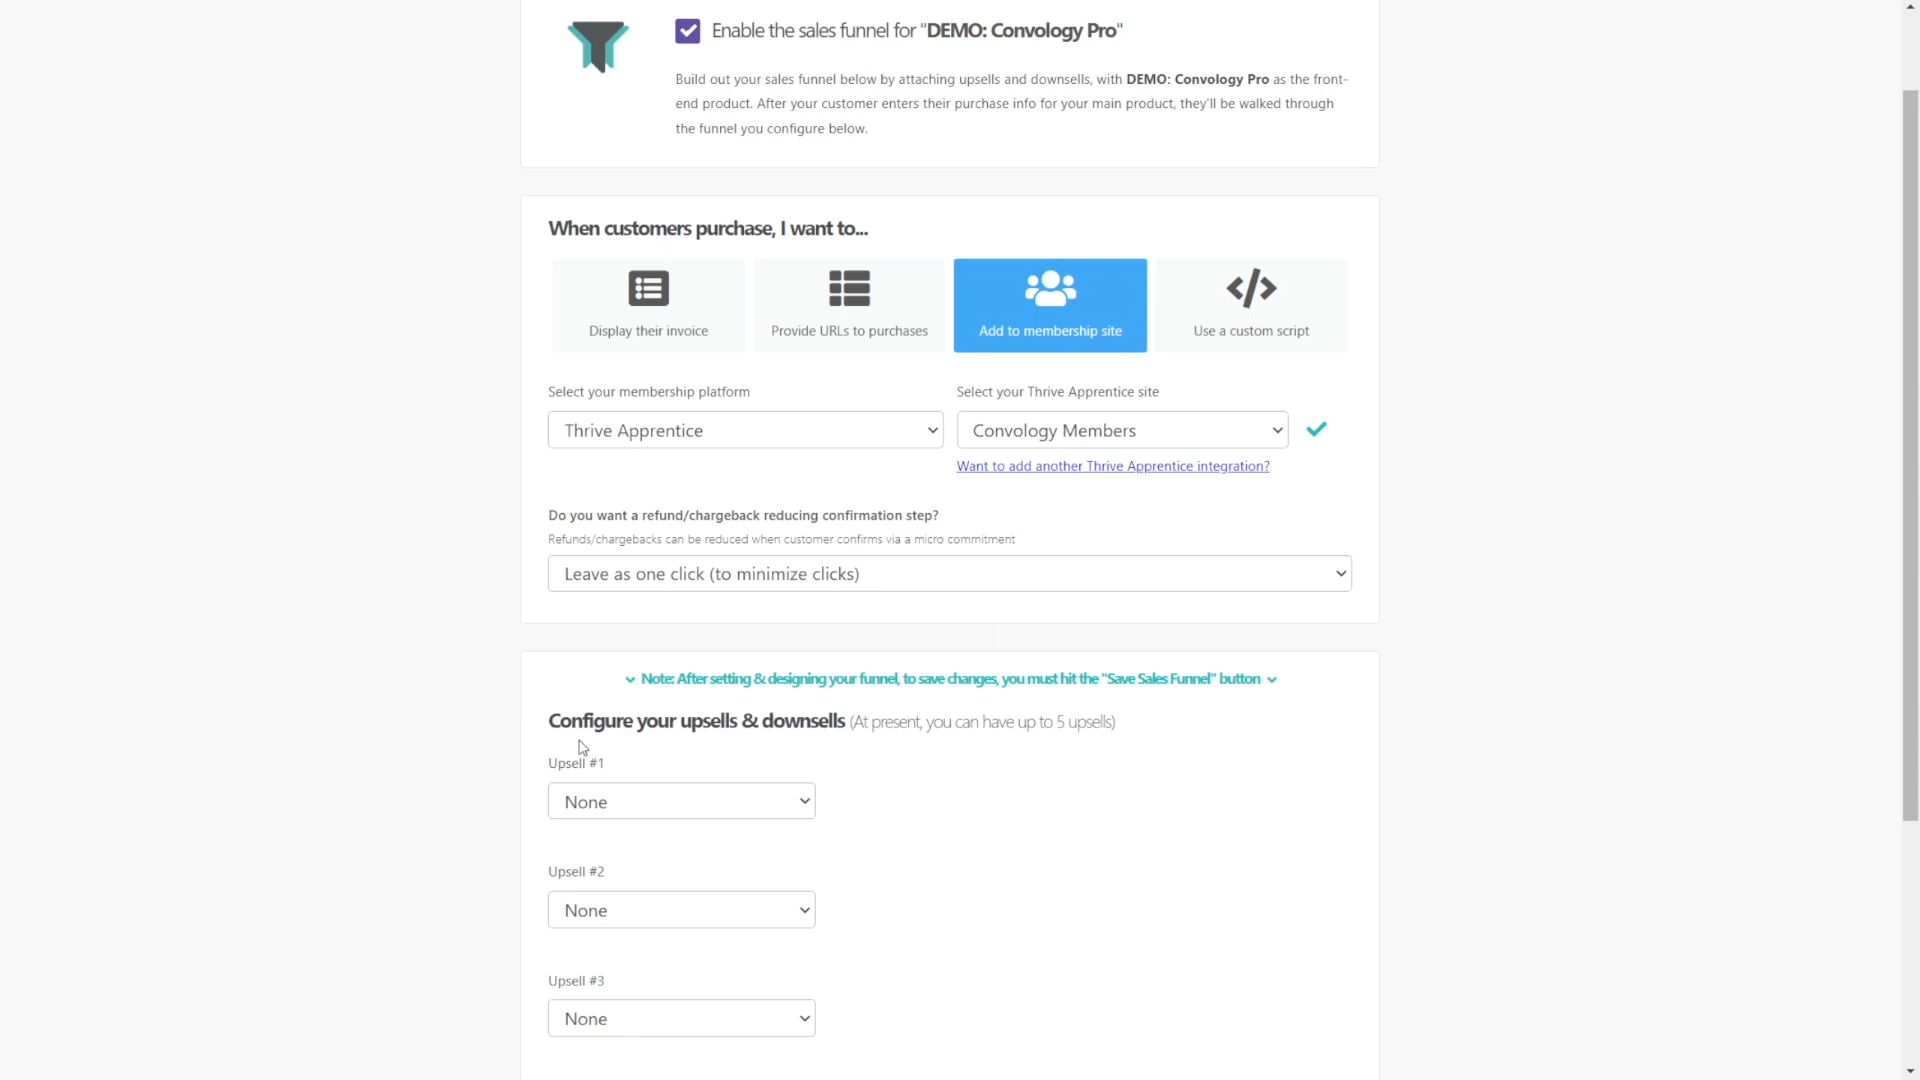 Enable the sales funnel for "DEMO: Convology Pro"
Build out your sales funnel below by attaching upsells and downsells, with DEMO: Convology Pro as the front-
end product. After your customer enters their purchase info for your main product, they'll be walked through
the funnel you configure below.
When customers purchase, I want to...
Display their invoice
Provide URLs to purchases
Add to membership site
Use a custom script
Select your membership platform
Select your Thrive Apprentice site
Thrive Apprentice
Convology Members
Want to add another Thrive Apprentice integration?
Do you want a refund/chargeback reducing confirmation step?
Refunds/chargebacks can be reduced when customer confirms via a micro commitment
Leave as one click (to minimize clicks)
Note: After setting & designing your funnel, to save changes, you must hit the "Save Sales Funnel" button
Configure your upsells & downsells (At present, you can have up to 5 upsells)
Upsell #1
None
Upsell #2
None
Upsell #3
None